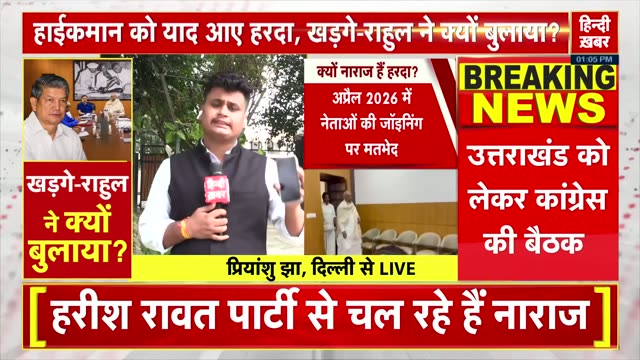 हाईकमान को याद आए हरदा, खड़गे-राहुल ने क्यों बुलाया?
हिन्दी
ख़बर
01:05 PM
क्यों नाराज हैं हरदा?
अप्रैल 2026 में
नेताओं की जॉइनिंग
पर मतभेद
BREAKING
NEWS
उत्तराखंड को
लेकर कांग्रेस
की बैठक
खड़गे-राहुल
ने क्यों
बुलाया?
हिन्दी
ख़बर
प्रियांशु झा, दिल्ली से LIVE
हरीश रावत पार्टी से चल रहे हैं नाराज